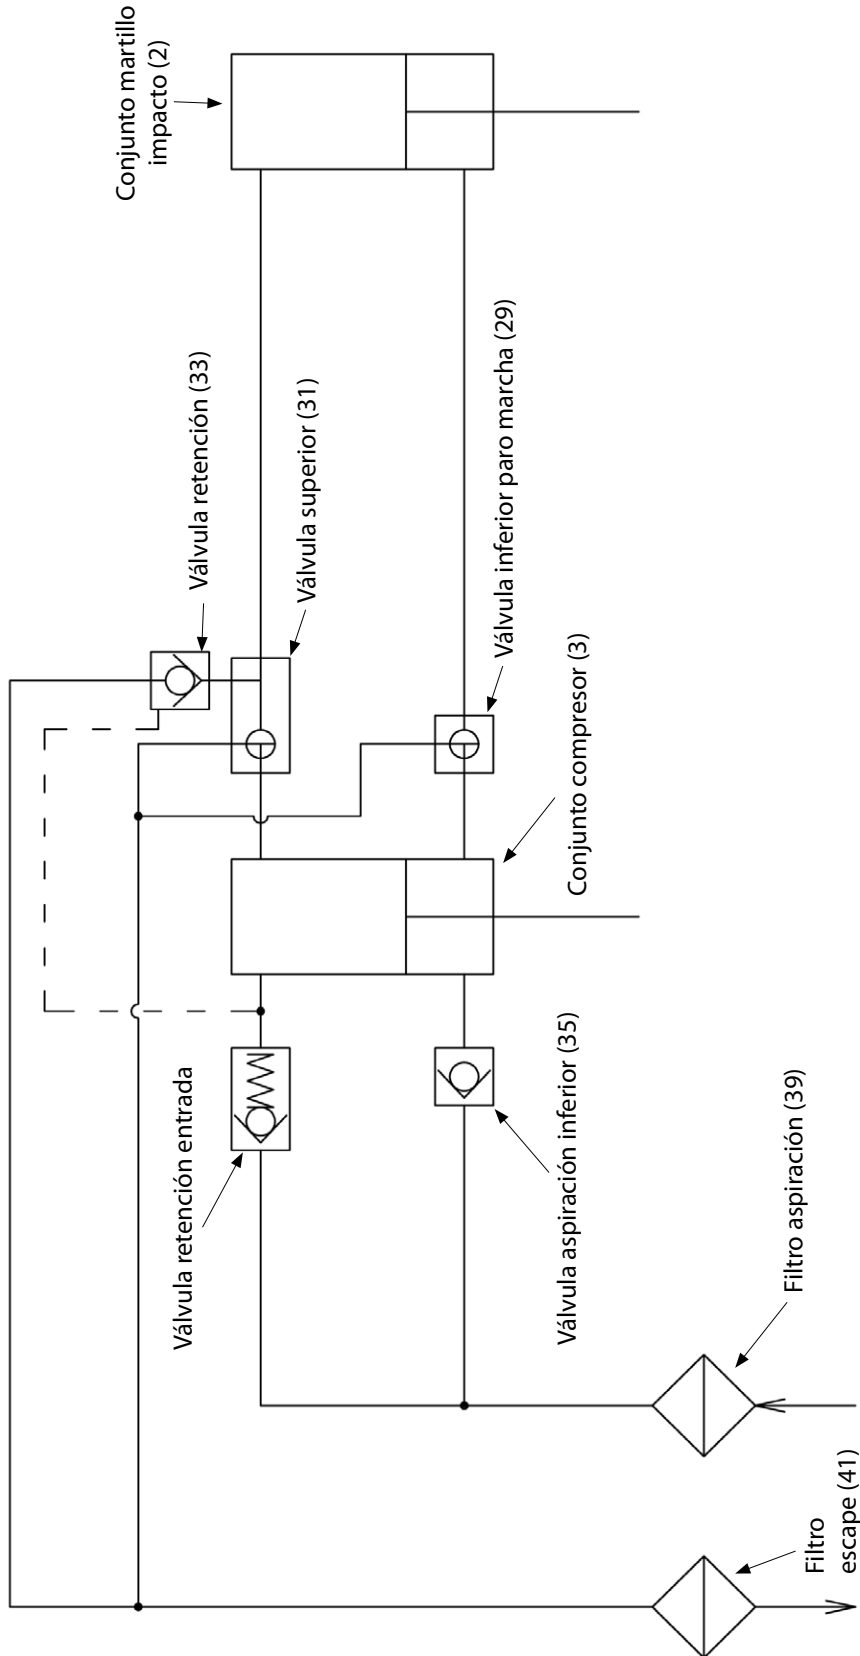 Conjunto martillo
impacto (2)
Válvula retención (33)
Válvula superior (31)
Válvula inferior paro marcha (29)
Conjunto compresor (3)
Válvula retención entrada
Válvula aspiración inferior (35)
Filtro aspiración (39)
Filtro
escape (41)